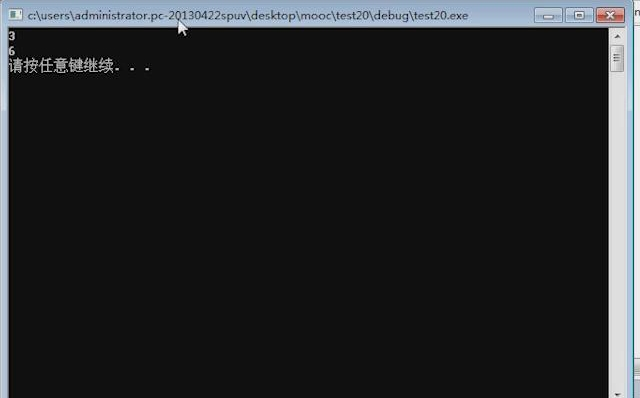 c:\users\administrator.pc-20130422spuv\desktop\mooc\test20\debug\test20.exe
3
6
请按任意键继续. . .